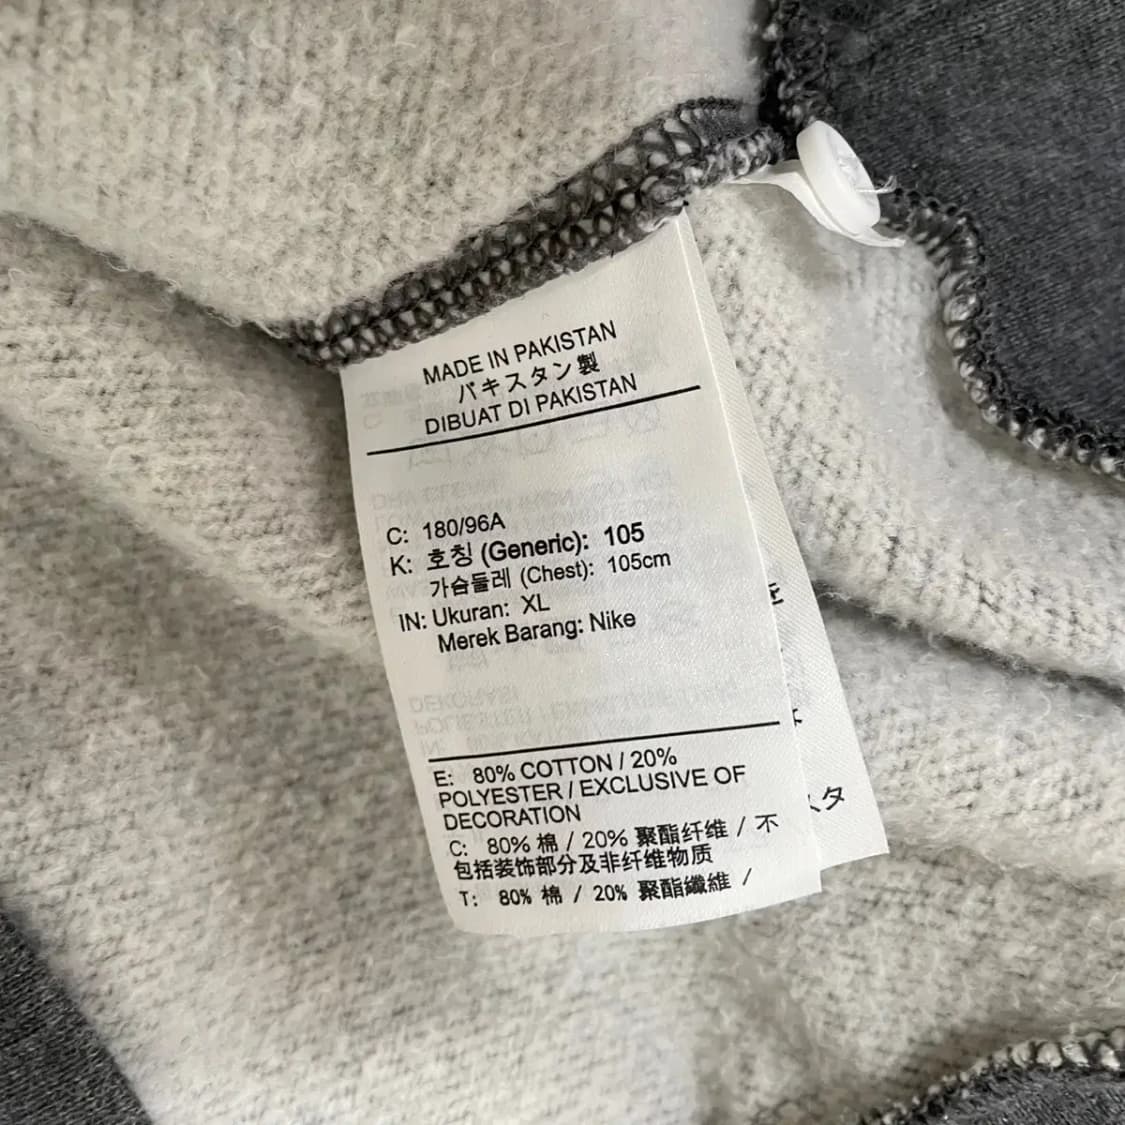 MADE IN PAKISTAN
パキスタン製
DIBUAT DI PAKISTAN
C: 180/96A
K: 호칭 (Generic): 105
가슴둘레 (Chest): 105cm
IN: Ukuran: XL
Merek Barang: Nike
E: 80% COTTON / 20%
POLYESTER / EXCLUSIVE OF
DECORATION
C: 80% 棉 / 20% 聚酯纤维 / 不
包括装饰部分及非纤维物质
T: 80% 棉 / 20% 聚酯纖維 /
スタ